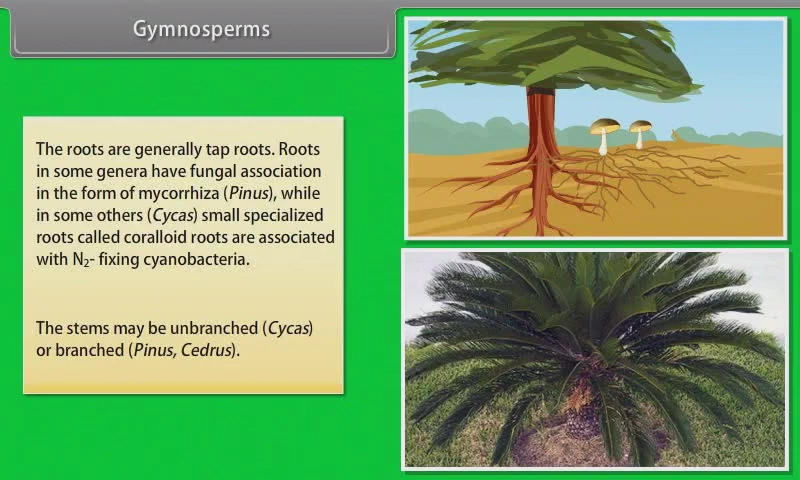 Gymnosperms
The roots are generally tap roots. Roots
in some genera have fungal association
in the form of mycorrhiza (Pinus), while
in some others (Cycas) small specialized
roots called coralloid roots are associated
with N₂- fixing cyanobacteria.
The stems may be unbranched (Cycas)
or branched (Pinus, Cedrus).